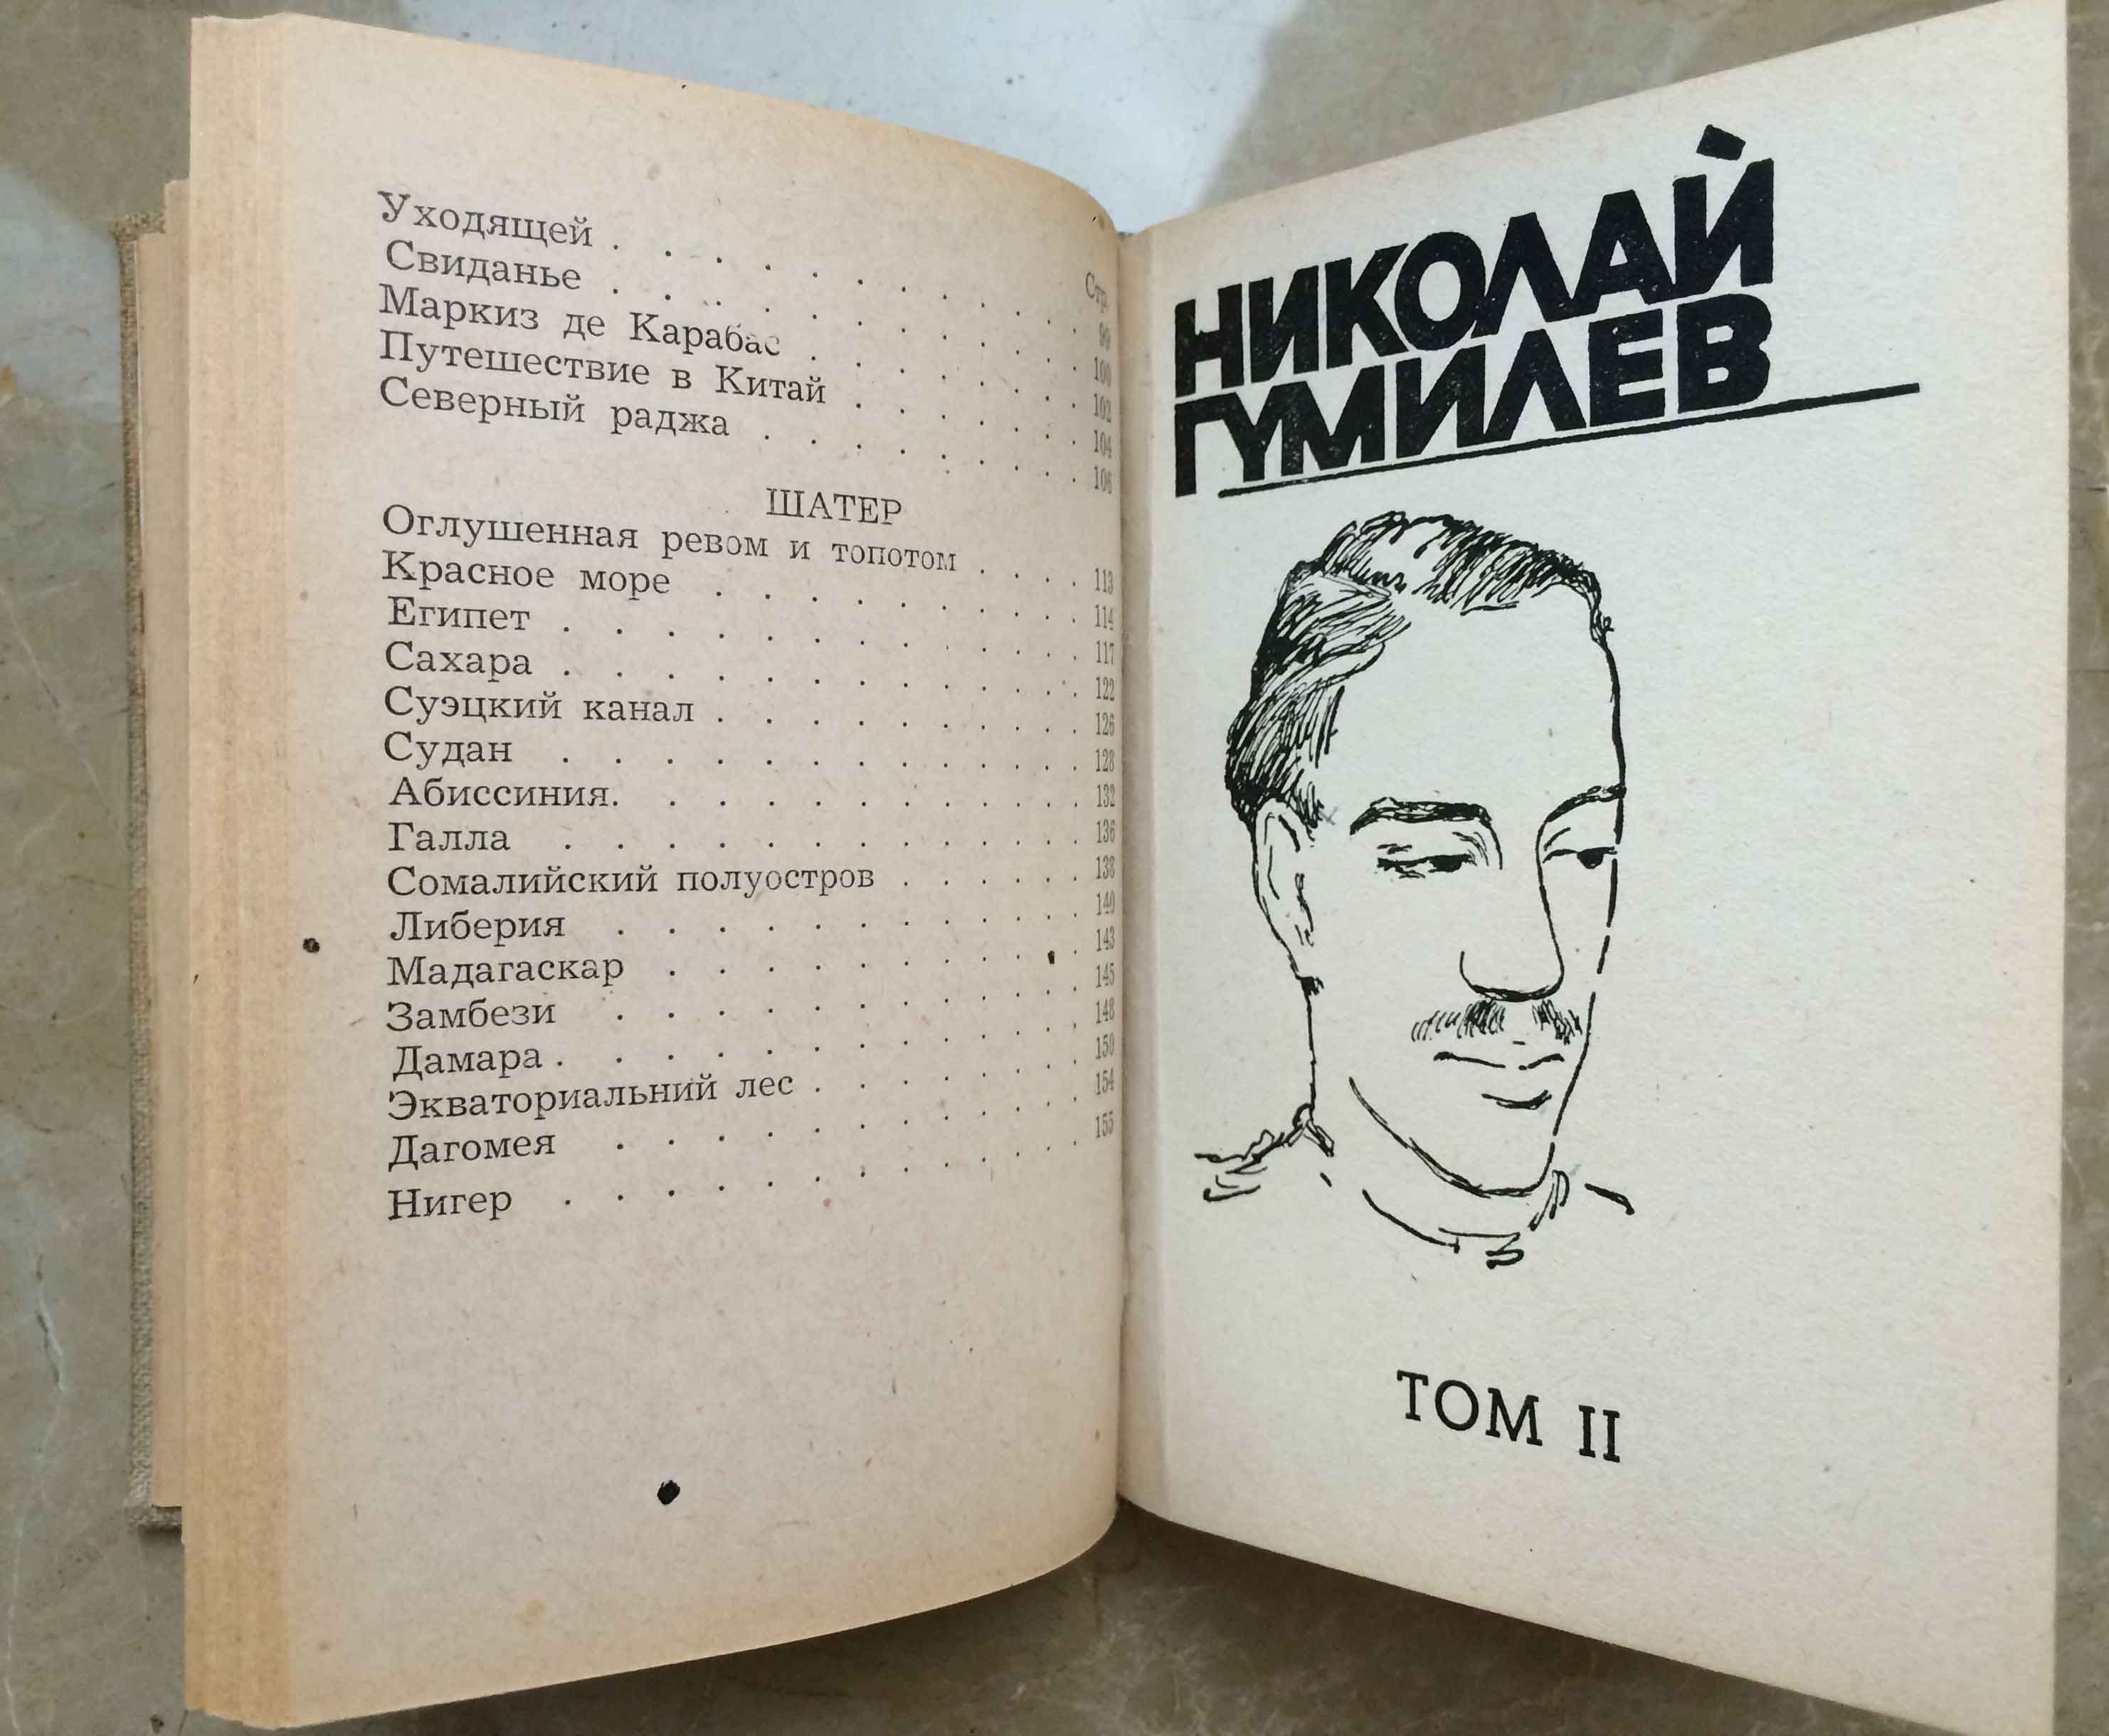 Стр.
Уходящей . . . . . . . . . . 99
Свиданье . . . . . . . . . . 100
Маркиз де Карабас . . . . . . 102
Путешествие в Китай . . . . . 104
Северный раджа . . . . . . . 106
ШАТЕР
Оглушенная ревом и топотом . . . . 113
Красное море . . . . . . . . 114
Египет . . . . . . . . . . . 117
Сахара . . . . . . . . . . . 122
Суэцкий канал . . . . . . . . 126
Судан . . . . . . . . . . . 128
Абиссиния. . . . . . . . . . 132
Галла . . . . . . . . . . . 136
Сомалийский полуостров . . . . . 138
Либерия . . . . . . . . . . 140
Мадагаскар . . . . . . . . . 143
Замбези . . . . . . . . . . 145
Дамара . . . . . . . . . . . 148
Экваториальний лес . . . . . . 150
Дагомея . . . . . . . . . . 154
Нигер . . . . . . . . . . . 155
НИКОЛАЙ
ГУМИЛЕВ
ТОМ II